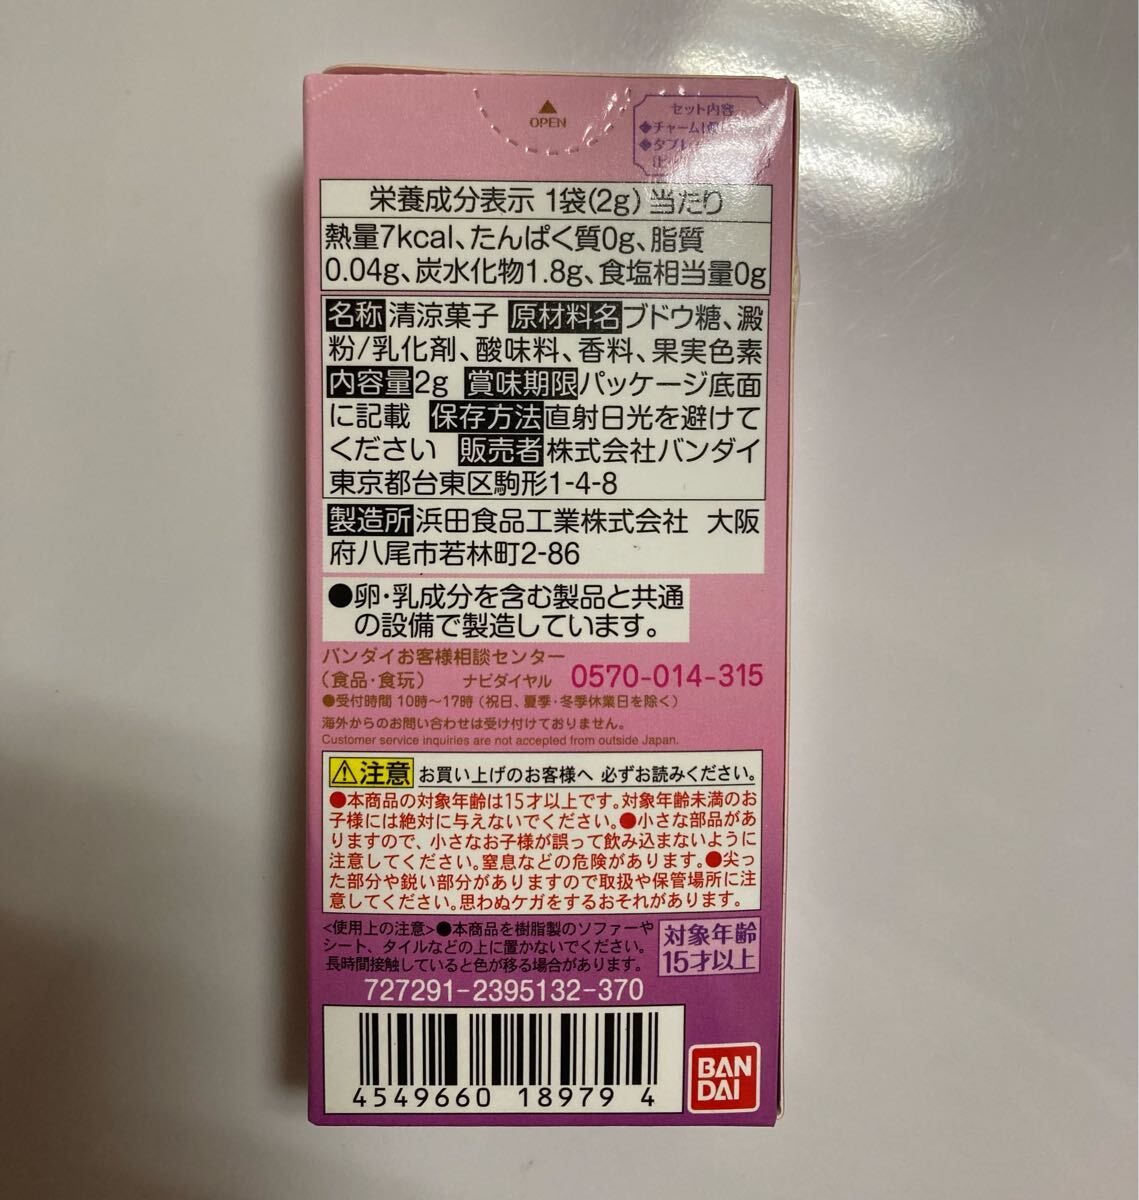 OPEN
セット内容
◆チャーム1個
◆タブレ
栄養成分表示 1袋(2g) 当たり
熱量7kcal、たんぱく質0g、脂質
0.04g、炭水化物1.8g、食塩相当量0g
名称 清涼菓子 原材料名 ブドウ糖、澱
粉/乳化剤、酸味料、香料、果実色素
内容量 2g 賞味期限 パッケージ底面
に記載 保存方法 直射日光を避けて
ください 販売者 株式会社バンダイ
東京都台東区駒形1-4-8
製造所 浜田食品工業株式会社 大阪
府八尾市若林町2-86
●卵・乳成分を含む製品と共通
の設備で製造しています。
バンダイお客様相談センター
(食品・食玩) ナビダイヤル 0570-014-315
●受付時間 10時～17時 (祝日、夏季・冬季休業日を除く)
海外からのお問い合わせは受け付けておりません。
Customer service inquiries are not accepted from outside Japan.
⚠注意 お買い上げのお客様へ 必ずお読みください。
●本商品の対象年齢は15才以上です。対象年齢未満のお
子様には絶対に与えないでください。●小さな部品があ
りますので、小さなお子様が誤って飲み込まないように
注意してください。窒息などの危険があります。●尖っ
た部分や鋭い部分がありますので取扱や保管場所に注
意してください。思わぬケガをするおそれがあります。
<使用上の注意>●本商品を樹脂製のソファーや
シート、タイルなどの上に置かないでください。
長時間接触していると色が移る場合があります。
対象年齢
15才以上
727291-2395132-370
4549660 18979 4
BAN
DAI